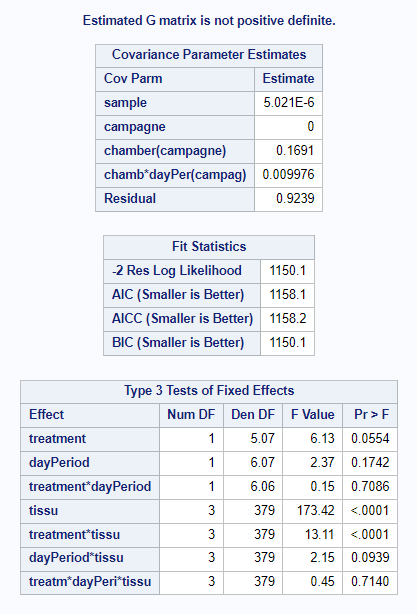 Estimated G matrix is not positive definite.
Covariance Parameter Estimates
Cov Parm Estimate
sample 5.021E-6
campagne 0
chamber(campagne) 0.1691
chamb*dayPer(campag) 0.009976
Residual 0.9239
Fit Statistics
-2 Res Log Likelihood 1150.1
AIC (Smaller is Better) 1158.1
AICC (Smaller is Better) 1158.2
BIC (Smaller is Better) 1150.1
Type 3 Tests of Fixed Effects
Effect Num DF Den DF F Value Pr > F
treatment 1 5.07 6.13 0.0554
dayPeriod 1 6.07 2.37 0.1742
treatment*dayPeriod 1 6.06 0.15 0.7086
tissu 3 379 173.42 <.0001
treatment*tissu 3 379 13.11 <.0001
dayPeriod*tissu 3 379 2.15 0.0939
treatm*dayPeri*tissu 3 379 0.45 0.7140